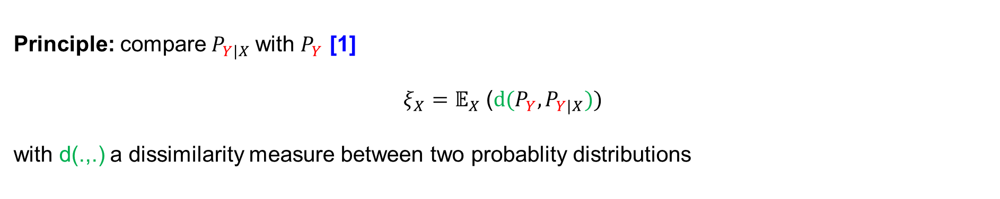 Principle: compare P_{Y|X} with P_Y [1]
ξ_X = 𝔼_X (d(P_Y, P_{Y|X}))
with d(.,.) a dissimilarity measure between two probablity distributions